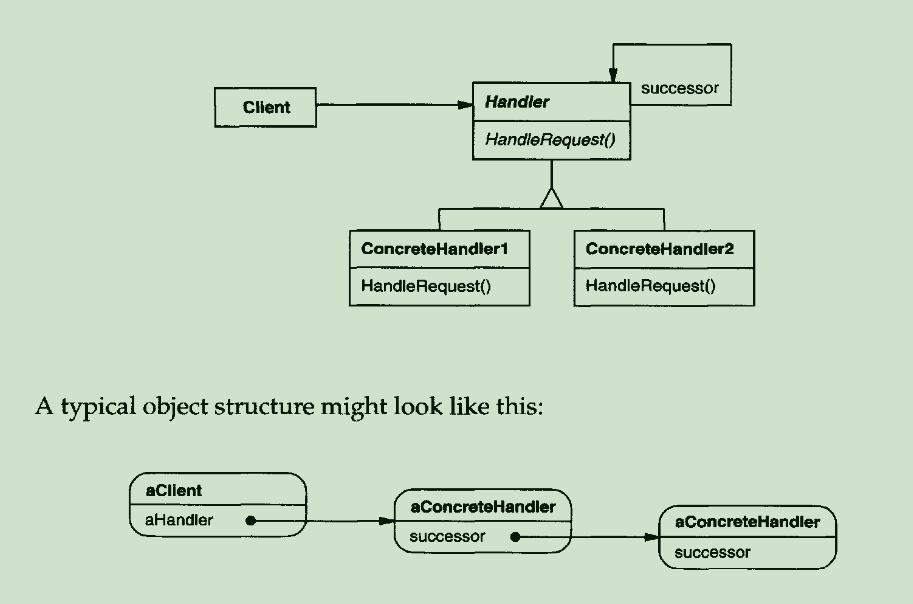 successor
Client
Handler
HandleRequest()
ConcreteHandler1
ConcreteHandler2
HandleRequest()
HandleRequest()
A typical object structure might look like this:
aClient
aHandler
aConcreteHandler
successor
aConcreteHandler
successor